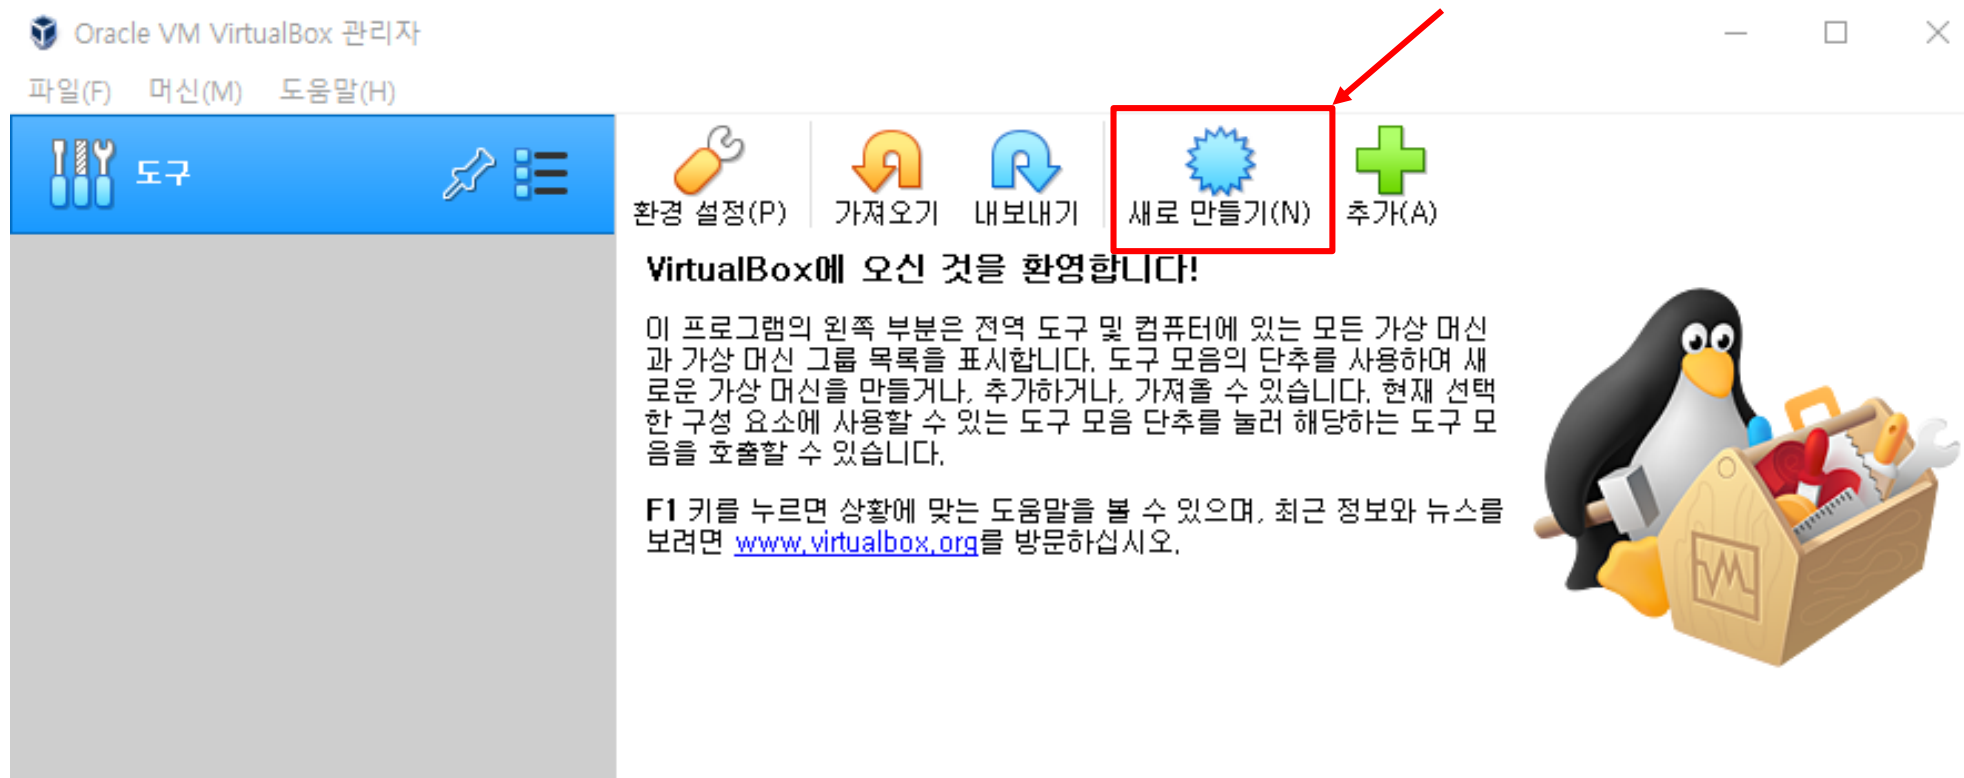 Oracle VM VirtualBox 관리자
파일(F) 머신(M) 도움말(H)
도구
환경 설정(P) 가져오기 내보내기 새로 만들기(N) 추가(A)
VirtualBox에 오신 것을 환영합니다!
이 프로그램의 왼쪽 부분은 전역 도구 및 컴퓨터에 있는 모든 가상 머신
과 가상 머신 그룹 목록을 표시합니다. 도구 모음의 단추를 사용하여 새
로운 가상 머신을 만들거나, 추가하거나, 가져올 수 있습니다. 현재 선택
한 구성 요소에 사용할 수 있는 도구 모음 단추를 눌러 해당하는 도구 모
음을 호출할 수 있습니다.
F1 키를 누르면 상황에 맞는 도움말을 볼 수 있으며, 최근 정보와 뉴스를
보려면 www.virtualbox.org를 방문하십시오.